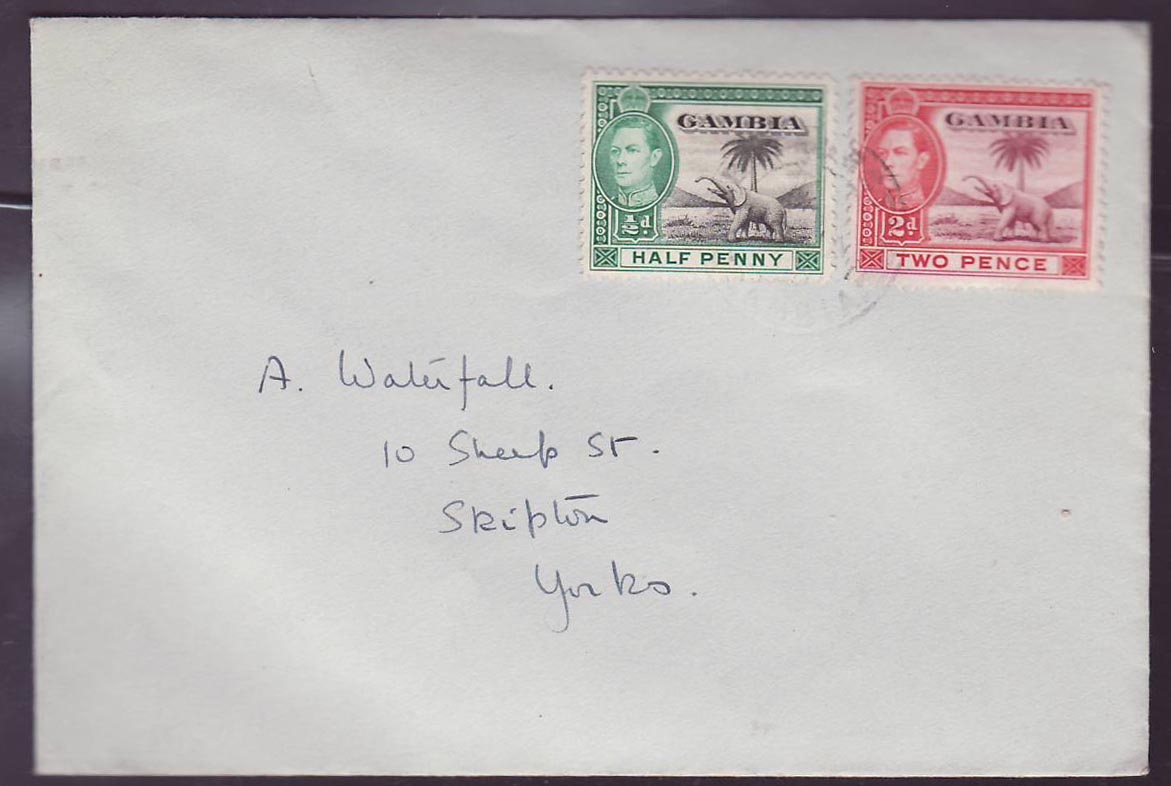 GAMBIA
½d.
HALF PENNY
GAMBIA
2d.
TWO PENCE
A. Waterfall.
10 Sheep St.
Skipton
Yorks.